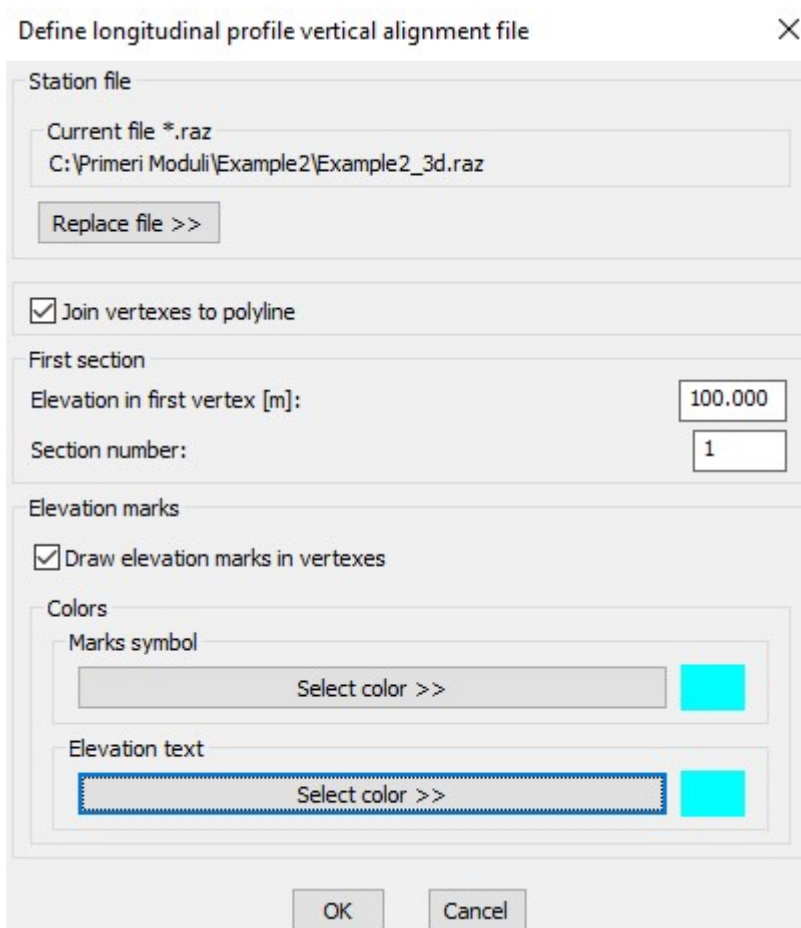 Define longitudinal profile vertical alignment file
Station file
Current file *.raz
C:\Primeri Moduli\Example2\Example2_3d.raz
Replace file >>
Join vertexes to polyline
First section
Elevation in first vertex [m]: 100.000
Section number: 1
Elevation marks
Draw elevation marks in vertexes
Colors
Marks symbol
Select color >>
Elevation text
Select color >>
OK Cancel